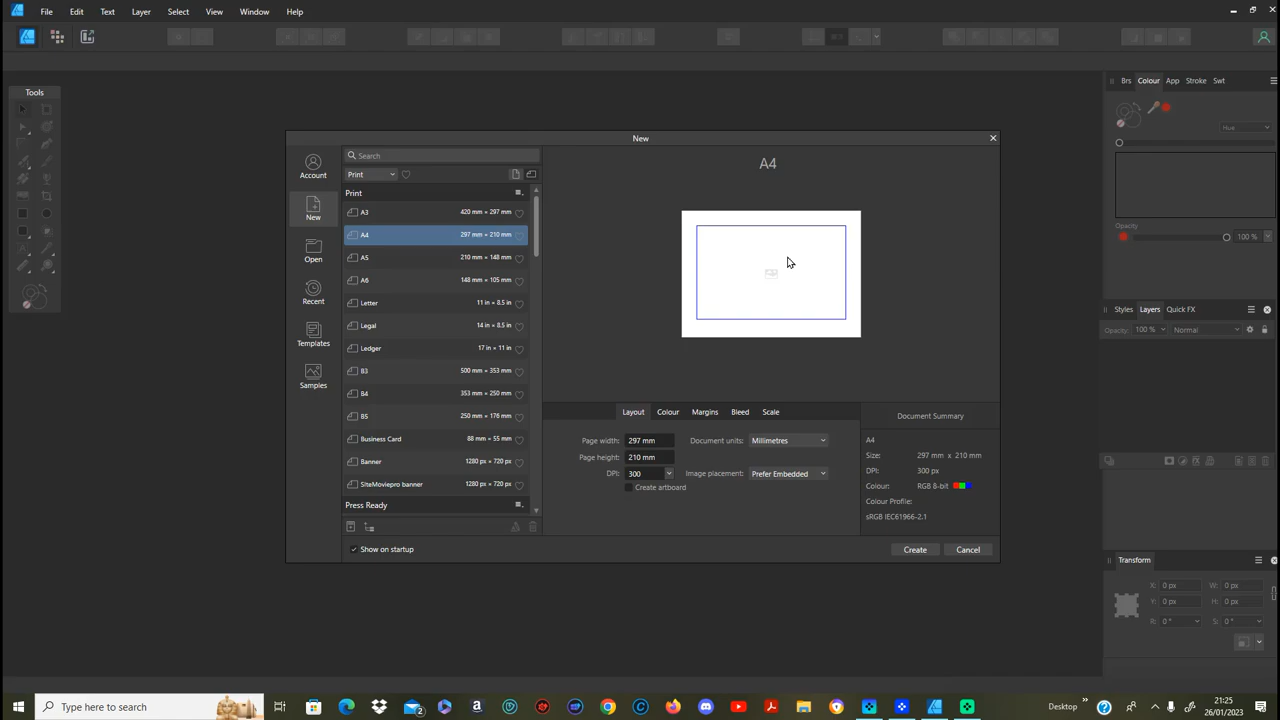 File Edit Text Layer Select View Window Help
Tools
Brs Colour App Stroke Swt
Hue
Opacity
100 %
Styles Layers Quick FX
Opacity: 100 % Normal
Transform
X: 0 px W: 0 px
Y: 0 px H: 0 px
R: 0 ° S: 0 °
New
Account
New
Open
Recent
Templates
Samples
Search
Print
Print
A3 420 mm × 297 mm
A4 297 mm × 210 mm
A5 210 mm × 148 mm
A6 148 mm × 105 mm
Letter 11 in × 8.5 in
Legal 14 in × 8.5 in
Ledger 17 in × 11 in
B3 500 mm × 353 mm
B4 353 mm × 250 mm
B5 250 mm × 176 mm
Business Card 88 mm × 55 mm
Banner 1280 px × 720 px
SiteMoviepro banner 1280 px × 720 px
Press Ready
A4
Layout Colour Margins Bleed Scale
Page width: 297 mm Document units: Millimetres
Page height: 210 mm
DPI: 300 Image placement: Prefer Embedded
Create artboard
Document Summary
A4
Size: 297 mm x 210 mm
DPI: 300 px
Colour: RGB 8-bit
Colour Profile:
sRGB IEC61966-2.1
Show on startup
Create Cancel
Type here to search
2
Desktop
21:25
26/01/2023